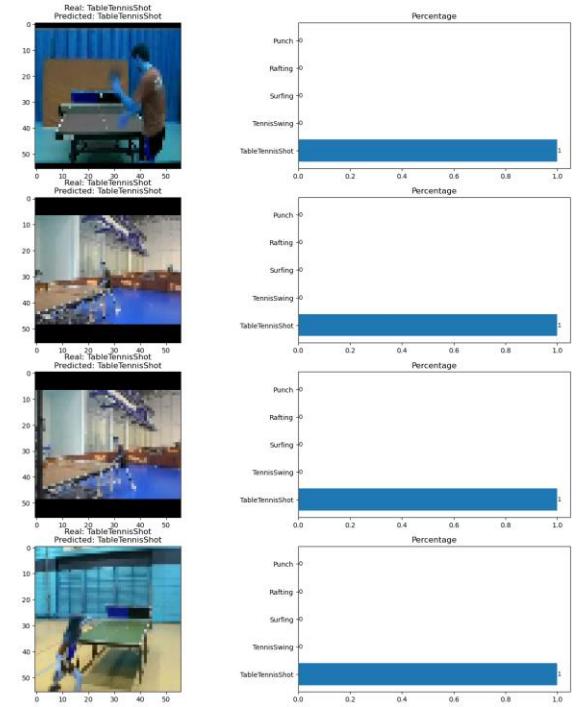 Real: TableTennisShot
Predicted: TableTennisShot
0
10
20
30
40
50
0 10 20 30 40 50
Percentage
Punch 0
Rafting 0
Surfing 0
TennisSwing 0
TableTennisShot 1
0.0 0.2 0.4 0.6 0.8 1.0
Real: TableTennisShot
Predicted: TableTennisShot
0
10
20
30
40
50
0 10 20 30 40 50
Percentage
Punch 0
Rafting 0
Surfing 0
TennisSwing 0
TableTennisShot 1
0.0 0.2 0.4 0.6 0.8 1.0
Real: TableTennisShot
Predicted: TableTennisShot
0
10
20
30
40
50
0 10 20 30 40 50
Percentage
Punch 0
Rafting 0
Surfing 0
TennisSwing 0
TableTennisShot 1
0.0 0.2 0.4 0.6 0.8 1.0
Real: TableTennisShot
Predicted: TableTennisShot
0
10
20
30
40
50
0 10 20 30 40 50
Percentage
Punch 0
Rafting 0
Surfing 0
TennisSwing 0
TableTennisShot 1
0.0 0.2 0.4 0.6 0.8 1.0